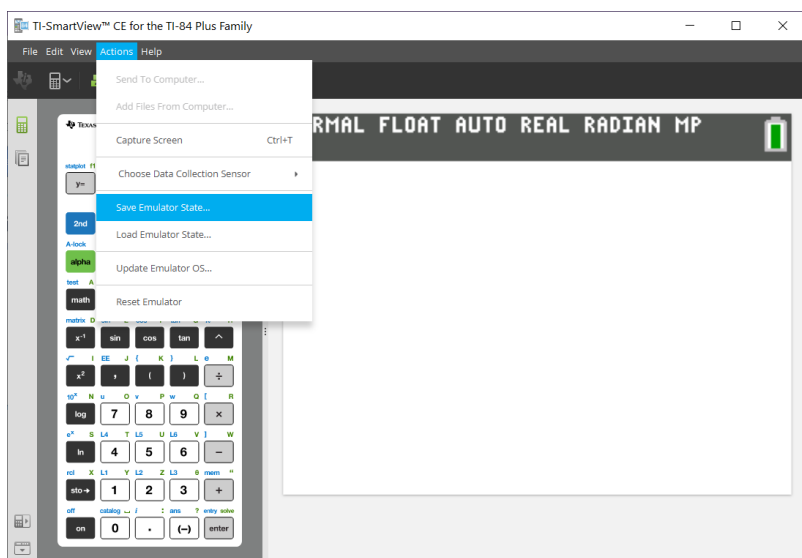 TI-SmartView™ CE for the TI-84 Plus Family
File Edit View Actions Help
Send To Computer...
Add Files From Computer...
Capture Screen Ctrl+T
Choose Data Collection Sensor
Save Emulator State...
Load Emulator State...
Update Emulator OS...
Reset Emulator
RMAL FLOAT AUTO REAL RADIAN MP
TEXAS
statplot f1
y=
2nd
A-lock
alpha
test A
math
matrix D
x-1 sin cos tan ^
√ I EE J { K } L e M
x² , ( ) ÷
10ˣ N u O v P w Q [ R
log 7 8 9 ×
eˣ S L4 T L5 U L6 V ] W
ln 4 5 6 −
rcl X L1 Y L2 Z L3 θ mem "
sto→ 1 2 3 +
off catalog i : ans ? entry solve
on 0 . (–) enter